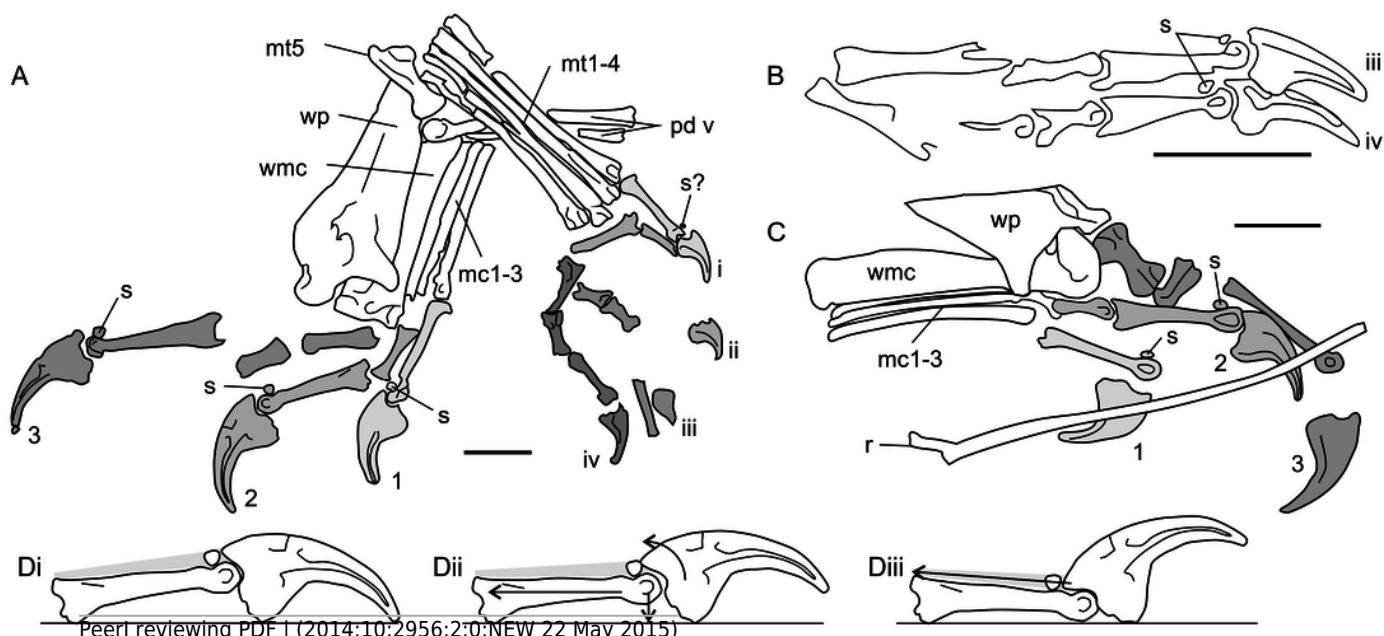 A
mt5
mt1-4
wp
pd v
wmc
s?
mc1-3
i
s
ii
s
s
iii
3
iv
2
1
B
s
iii
iv
C
wp
wmc
s
mc1-3
s
2
r
1
3
Di
Dii
Diii
PeerJ reviewing PDF | (2014:10:2956:2:0:NEW 22 May 2015)